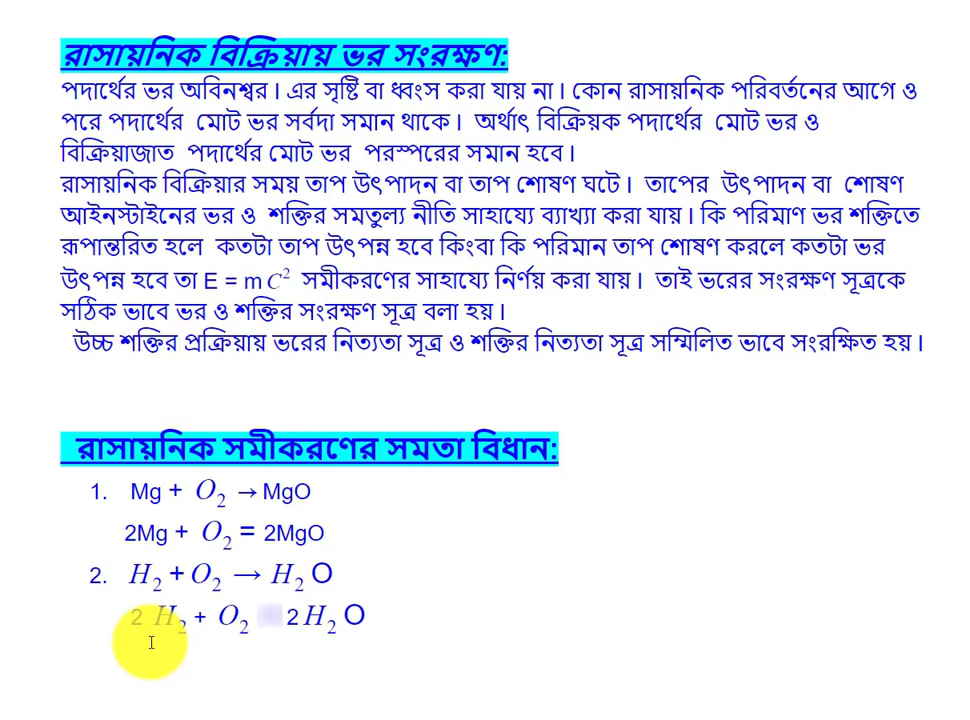 রাসায়নিক বিক্রিয়ায় ভর সংরক্ষণ:
পদার্থের ভর অবিনশ্বর। এর সৃষ্টি বা ধ্বংস করা যায় না। কোন রাসায়নিক পরিবর্তনের আগে ও
পরে পদার্থের মোট ভর সর্বদা সমান থাকে। অর্থাৎ বিক্রিয়ক পদার্থের মোট ভর ও
বিক্রিয়াজাত পদার্থের মোট ভর পরস্পরের সমান হবে।
রাসায়নিক বিক্রিয়ার সময় তাপ উৎপাদন বা তাপ শোষণ ঘটে। তাপের উৎপাদন বা শোষণ
আইনস্টাইনের ভর ও শক্তির সমতুল্য নীতি সাহায্যে ব্যাখ্যা করা যায়। কি পরিমাণ ভর শক্তিতে
রূপান্তরিত হলে কতটা তাপ উৎপন্ন হবে কিংবা কি পরিমান তাপ শোষণ করলে কতটা ভর
উৎপন্ন হবে তা E = m C² সমীকরণের সাহায্যে নির্ণয় করা যায়। তাই ভরের সংরক্ষণ সূত্রকে
সঠিক ভাবে ভর ও শক্তির সংরক্ষণ সূত্র বলা হয়।
উচ্চ শক্তির প্রক্রিয়ায় ভরের নিত্যতা সূত্র ও শক্তির নিত্যতা সূত্র সম্মিলিত ভাবে সংরক্ষিত হয়।
রাসায়নিক সমীকরণের সমতা বিধান:
1. Mg + O₂ → MgO
2Mg + O₂ = 2MgO
2. H₂ + O₂ → H₂ O
2 H₂ + O₂ 2 H₂ O